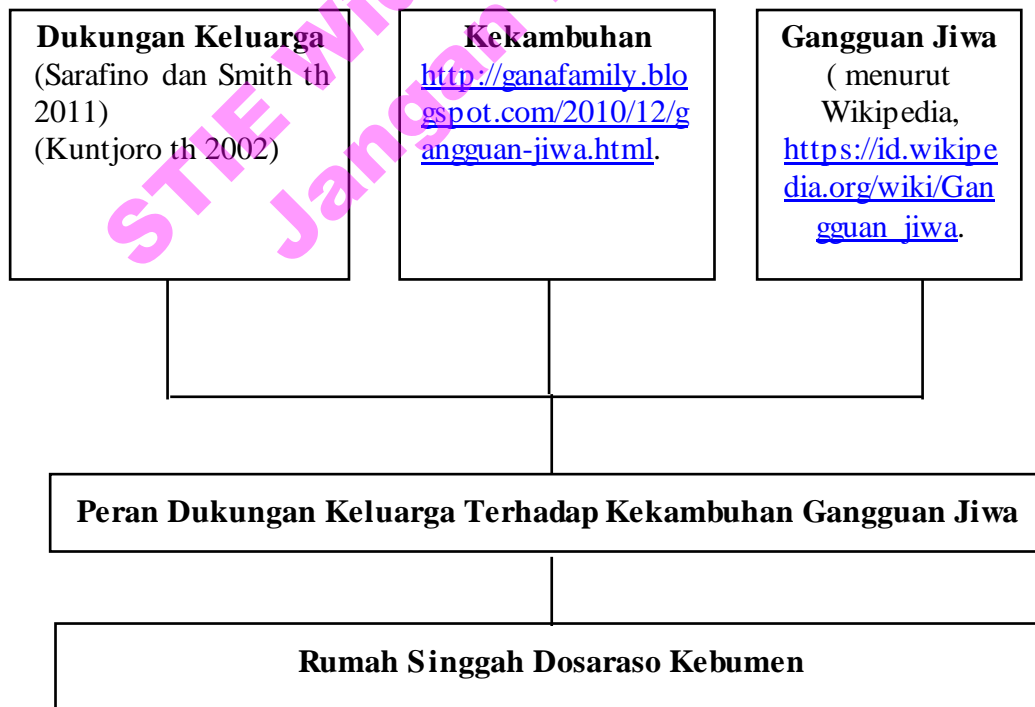 Dukungan Keluarga
(Sarafino dan Smith th
2011)
(Kuntjoro th 2002)
Kekambuhan
http://ganafamily.blo
gspot.com/2010/12/g
angguan-jiwa.html.
Gangguan Jiwa
( menurut
Wikipedia,
https://id.wikipe
dia.org/wiki/Gan
gguan_jiwa.
Peran Dukungan Keluarga Terhadap Kekambuhan Gangguan Jiwa
Rumah Singgah Dosaraso Kebumen
STIE
Jangan